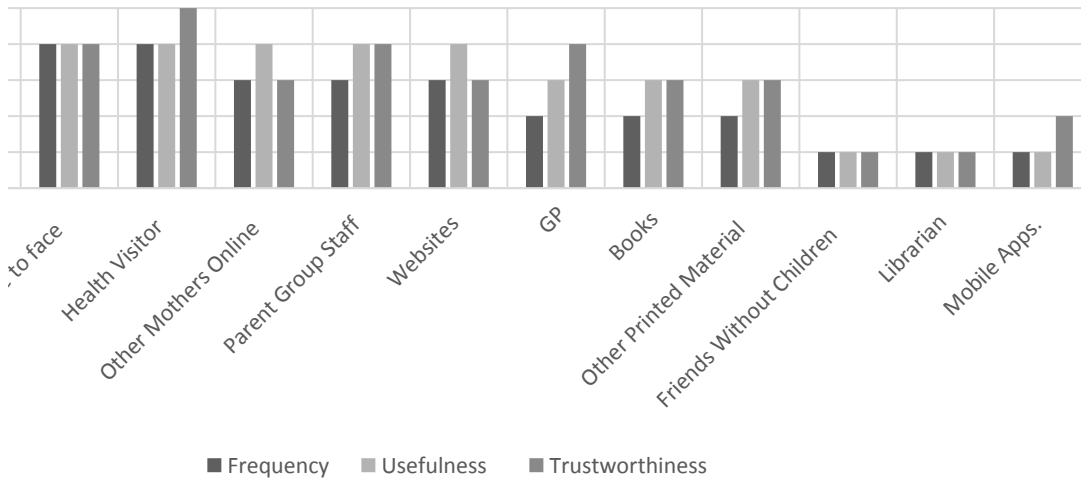 to face
Health Visitor
Other Mothers Online
Parent Group Staff
Websites
GP
Books
Other Printed Material
Friends Without Children
Librarian
Mobile Apps.
Frequency Usefulness Trustworthiness